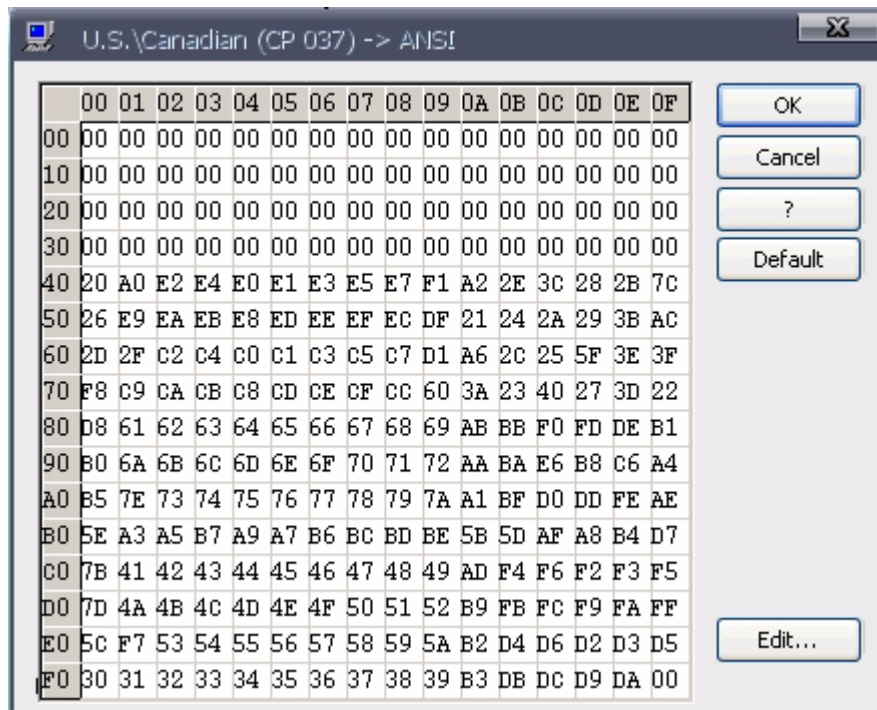 U.S.\Canadian (CP 037) -> ANSI
00 01 02 03 04 05 06 07 08 09 0A 0B 0C 0D 0E 0F
00 00 00 00 00 00 00 00 00 00 00 00 00 00 00 00 00
10 00 00 00 00 00 00 00 00 00 00 00 00 00 00 00 00
20 00 00 00 00 00 00 00 00 00 00 00 00 00 00 00 00
30 00 00 00 00 00 00 00 00 00 00 00 00 00 00 00 00
40 20 A0 E2 E4 E0 E1 E3 E5 E7 F1 A2 2E 3C 28 2B 7C
50 26 E9 EA EB E8 ED EE EF EC DF 21 24 2A 29 3B AC
60 2D 2F C2 C4 C0 C1 C3 C5 C7 D1 A6 2C 25 5F 3E 3F
70 F8 C9 CA CB C8 CD CE CF CC 60 3A 23 40 27 3D 22
80 D8 61 62 63 64 65 66 67 68 69 AB BB F0 FD DE B1
90 B0 6A 6B 6C 6D 6E 6F 70 71 72 AA BA E6 B8 C6 A4
A0 B5 7E 73 74 75 76 77 78 79 7A A1 BF D0 DD FE AE
B0 5E A3 A5 B7 A9 A7 B6 BC BD BE 5B 5D AF A8 B4 D7
C0 7B 41 42 43 44 45 46 47 48 49 AD F4 F6 F2 F3 F5
D0 7D 4A 4B 4C 4D 4E 4F 50 51 52 B9 FB FC F9 FA FF
E0 5C F7 53 54 55 56 57 58 59 5A B2 D4 D6 D2 D3 D5
F0 30 31 32 33 34 35 36 37 38 39 B3 DB DC D9 DA 00
OK
Cancel
?
Default
Edit...